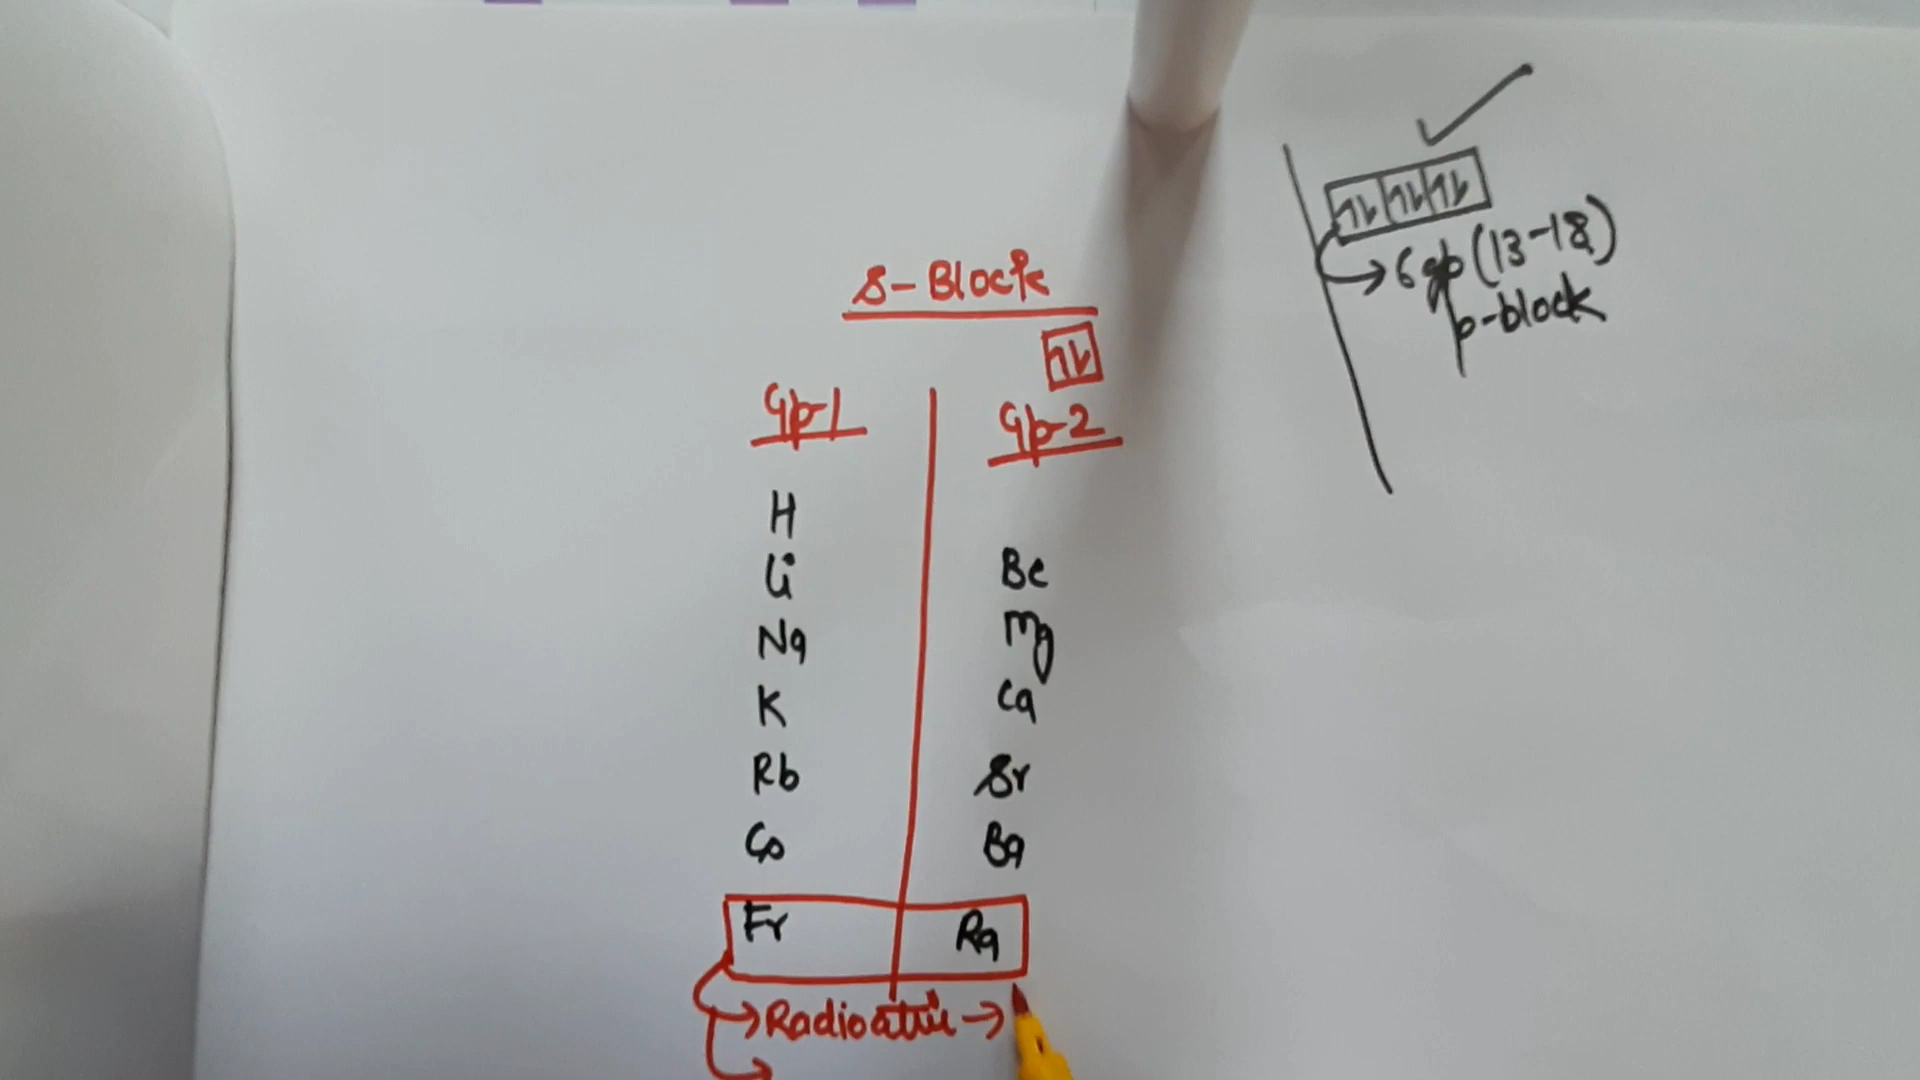 s-Block
1↿⇂
Gp-1
Gp-2
H
Li
Be
Na
Mg
K
Ca
Rb
Sr
Cs
Ba
Fr
Ra
→Radioactive→
→6 gp (13-18)
p-block